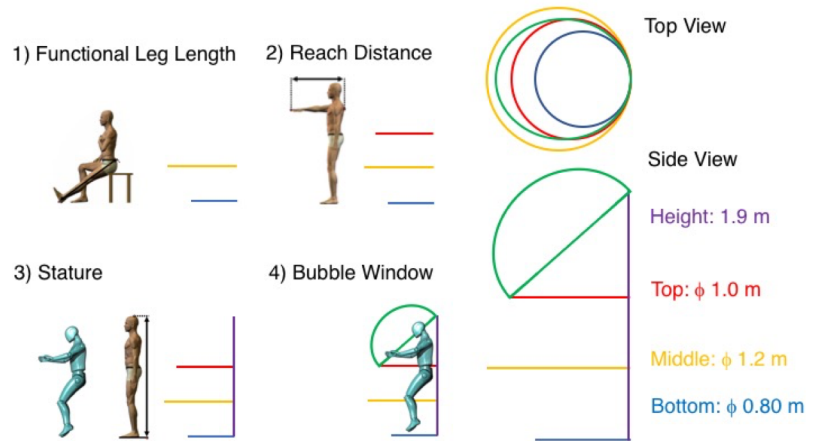 1) Functional Leg Length
2) Reach Distance
Top View
Side View
Height: 1.9 m
Top: ϕ 1.0 m
3) Stature
4) Bubble Window
Middle: ϕ 1.2 m
Bottom: ϕ 0.80 m